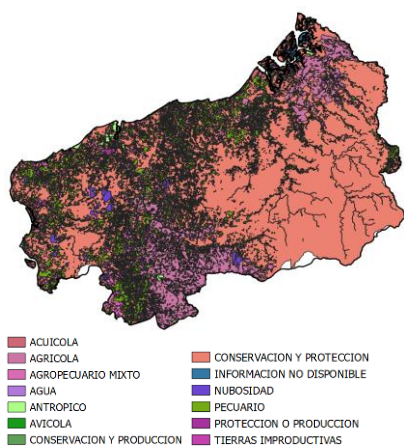 ACUICOLA
AGRICOLA
AGROPECUARIO MIXTO
AGUA
ANTROPICO
AVICOLA
CONSERVACION Y PRODUCCION
CONSERVACION Y PROTECCION
INFORMACION NO DISPONIBLE
NUBOSIDAD
PECUARIO
PROTECCION O PRODUCCION
TIERRAS IMPRODUCTIVAS